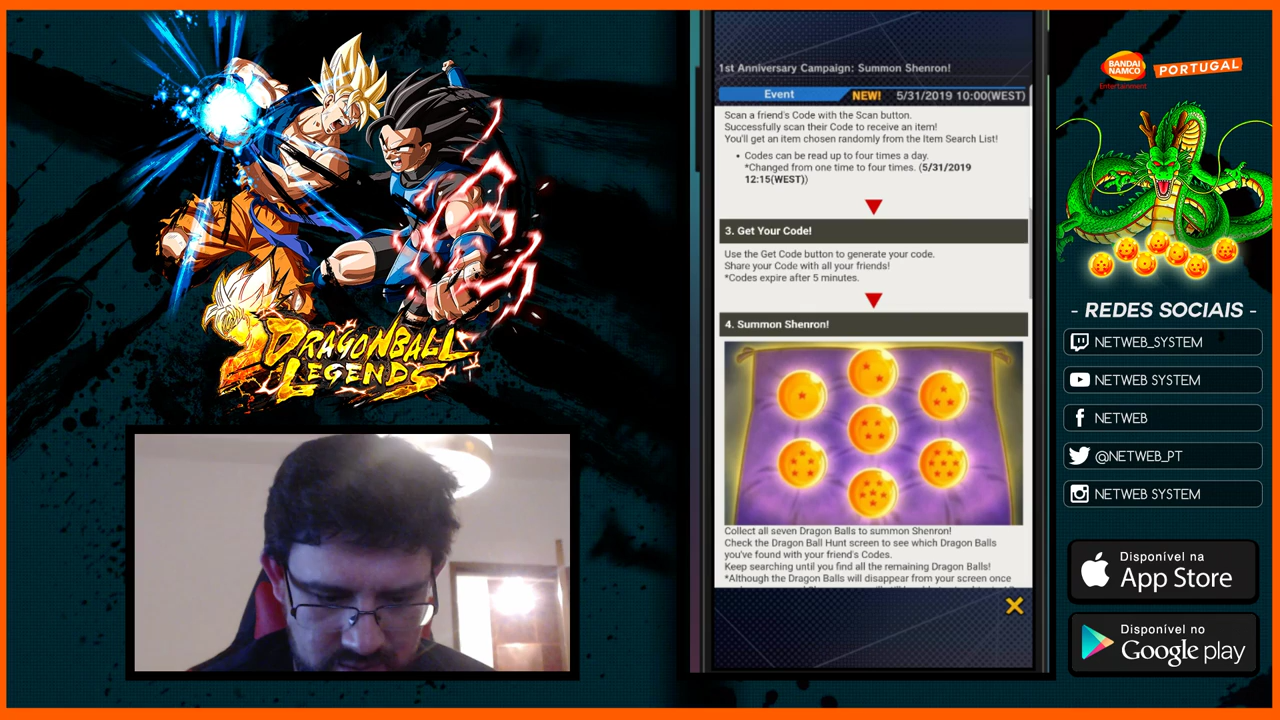 DRAGONBALL
LEGENDS
1st Anniversary Campaign: Summon Shenron!
Event NEW! 5/31/2019 10:00(WEST)
Scan a friend's Code with the Scan button.
Successfully scan their Code to receive an item!
You'll get an item chosen randomly from the Item Search List!
• Codes can be read up to four times a day.
*Changed from one time to four times. (5/31/2019
12:15(WEST))
3. Get Your Code!
Use the Get Code button to generate your code.
Share your Code with all your friends!
*Codes expire after 5 minutes.
4. Summon Shenron!
Collect all seven Dragon Balls to summon Shenron!
Check the Dragon Ball Hunt screen to see which Dragon Balls
you've found with your friend's Codes.
Keep searching until you find all the remaining Dragon Balls!
*Although the Dragon Balls will disappear from your screen once
BANDAI
NAMCO
Entertainment
PORTUGAL
- REDES SOCIAIS -
NETWEB_SYSTEM
NETWEB SYSTEM
NETWEB
@NETWEB_PT
NETWEB SYSTEM
Disponível na
App Store
Disponível no
Google play